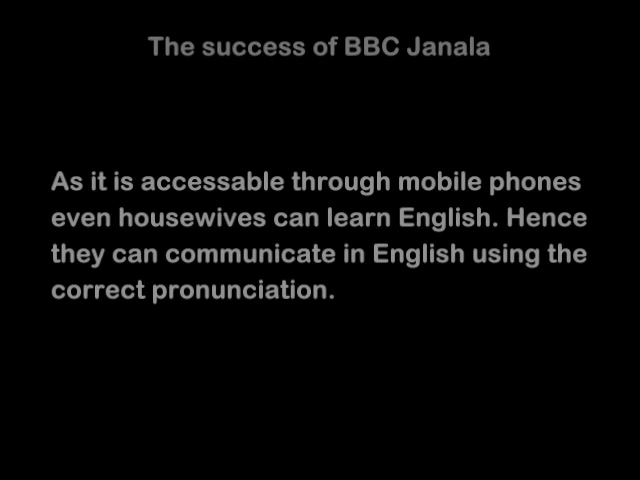 The success of BBC Janala
As it is accessable through mobile phones
even housewives can learn English. Hence
they can communicate in English using the
correct pronunciation.